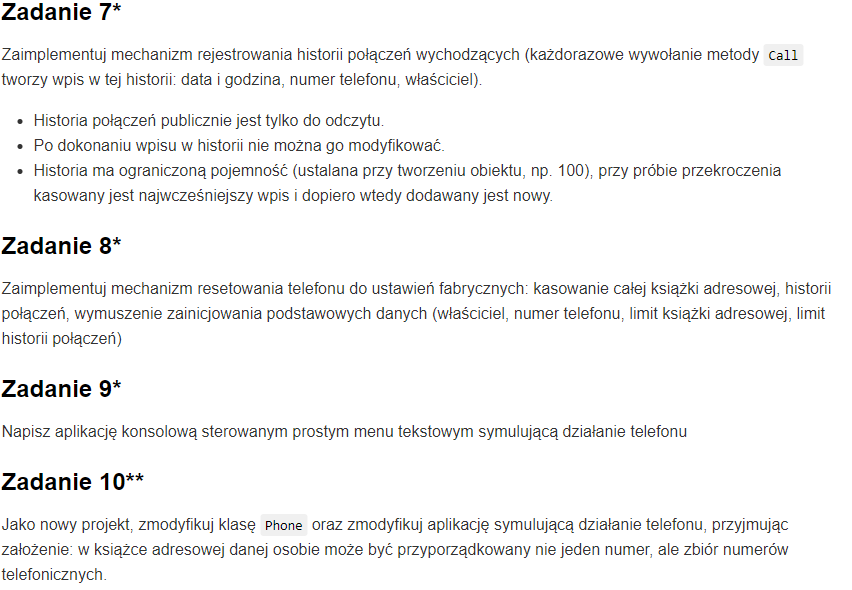 Zadanie 7*
Zaimplementuj mechanizm rejestrowania historii połączeń wychodzących (każdorazowe wywołanie metody Call
tworzy wpis w tej historii: data i godzina, numer telefonu, właściciel).
• Historia połączeń publicznie jest tylko do odczytu.
• Po dokonaniu wpisu w historii nie można go modyfikować.
• Historia ma ograniczoną pojemność (ustalana przy tworzeniu obiektu, np. 100), przy próbie przekroczenia
kasowany jest najwcześniejszy wpis i dopiero wtedy dodawany jest nowy.
Zadanie 8*
Zaimplementuj mechanizm resetowania telefonu do ustawień fabrycznych: kasowanie całej książki adresowej, historii
połączeń, wymuszenie zainicjowania podstawowych danych (właściciel, numer telefonu, limit książki adresowej, limit
historii połączeń)
Zadanie 9*
Napisz aplikację konsolową sterowanym prostym menu tekstowym symulującą działanie telefonu
Zadanie 10**
Jako nowy projekt, zmodyfikuj klasę Phone oraz zmodyfikuj aplikację symulującą działanie telefonu, przyjmując
założenie: w książce adresowej danej osobie może być przyporządkowany nie jeden numer, ale zbiór numerów
telefonicznych.